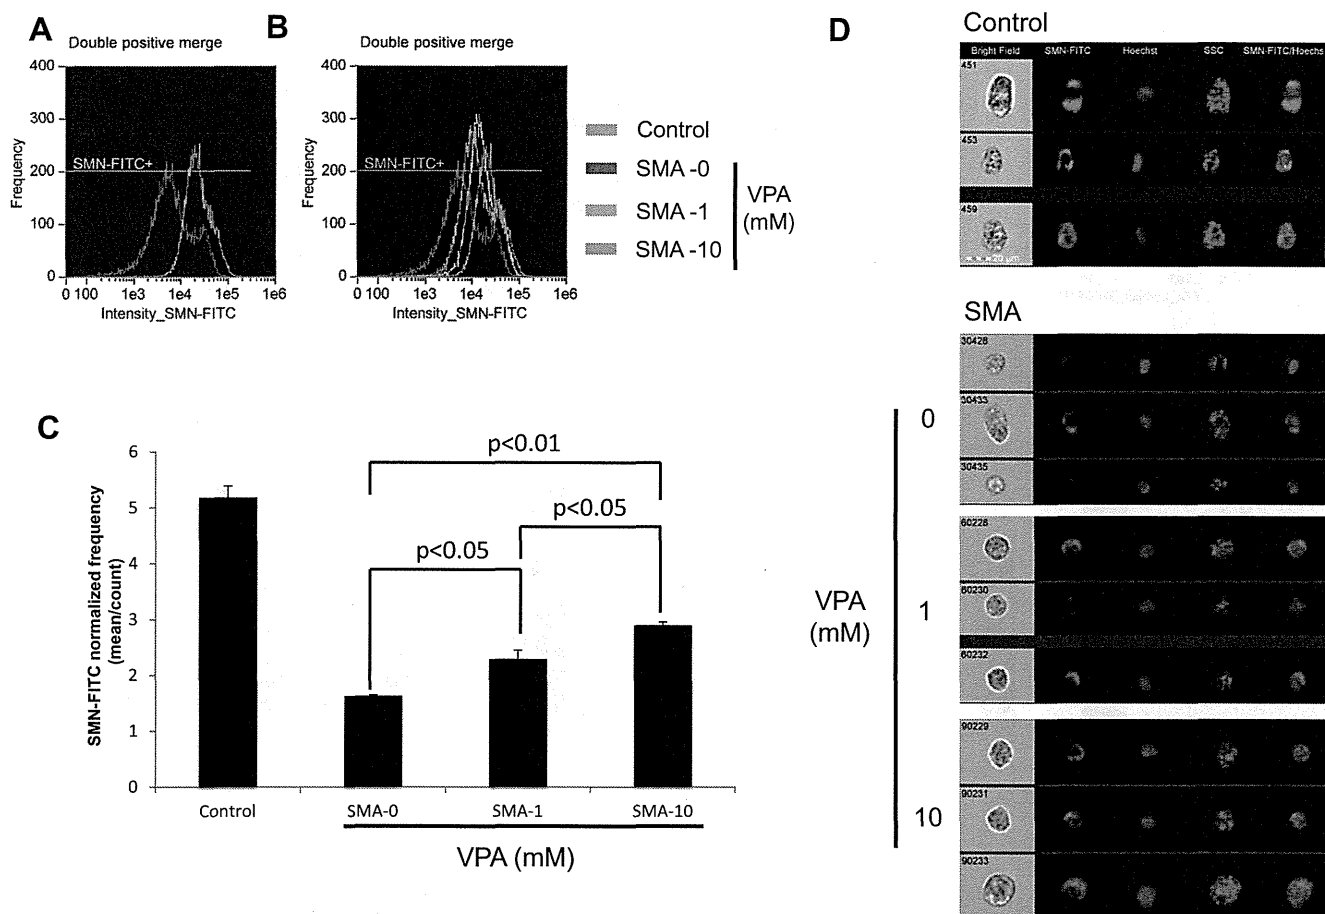 A
Double positive merge
400
300
200
100
0
Frequency
SMN-FITC+
0 100 1e3 1e4 1e5 1e6
Intensity_SMN-FITC
B
Double positive merge
400
300
200
100
0
Frequency
SMN-FITC+
0 100 1e3 1e4 1e5 1e6
Intensity_SMN-FITC
Control
SMA -0
SMA -1
SMA -10
VPA
(mM)
C
6
5
4
3
2
1
0
SMN-FITC normalized frequency
(mean/count)
p<0.01
p<0.05
p<0.05
Control SMA-0 SMA-1 SMA-10
VPA (mM)
D
Control
Bright Field SMN-FITC Hoechst SSC SMN-FITC/Hoechs
451
453
459
SMA
VPA
(mM)
0
30428
30433
30435
1
60228
60230
60232
10
90229
90231
90233